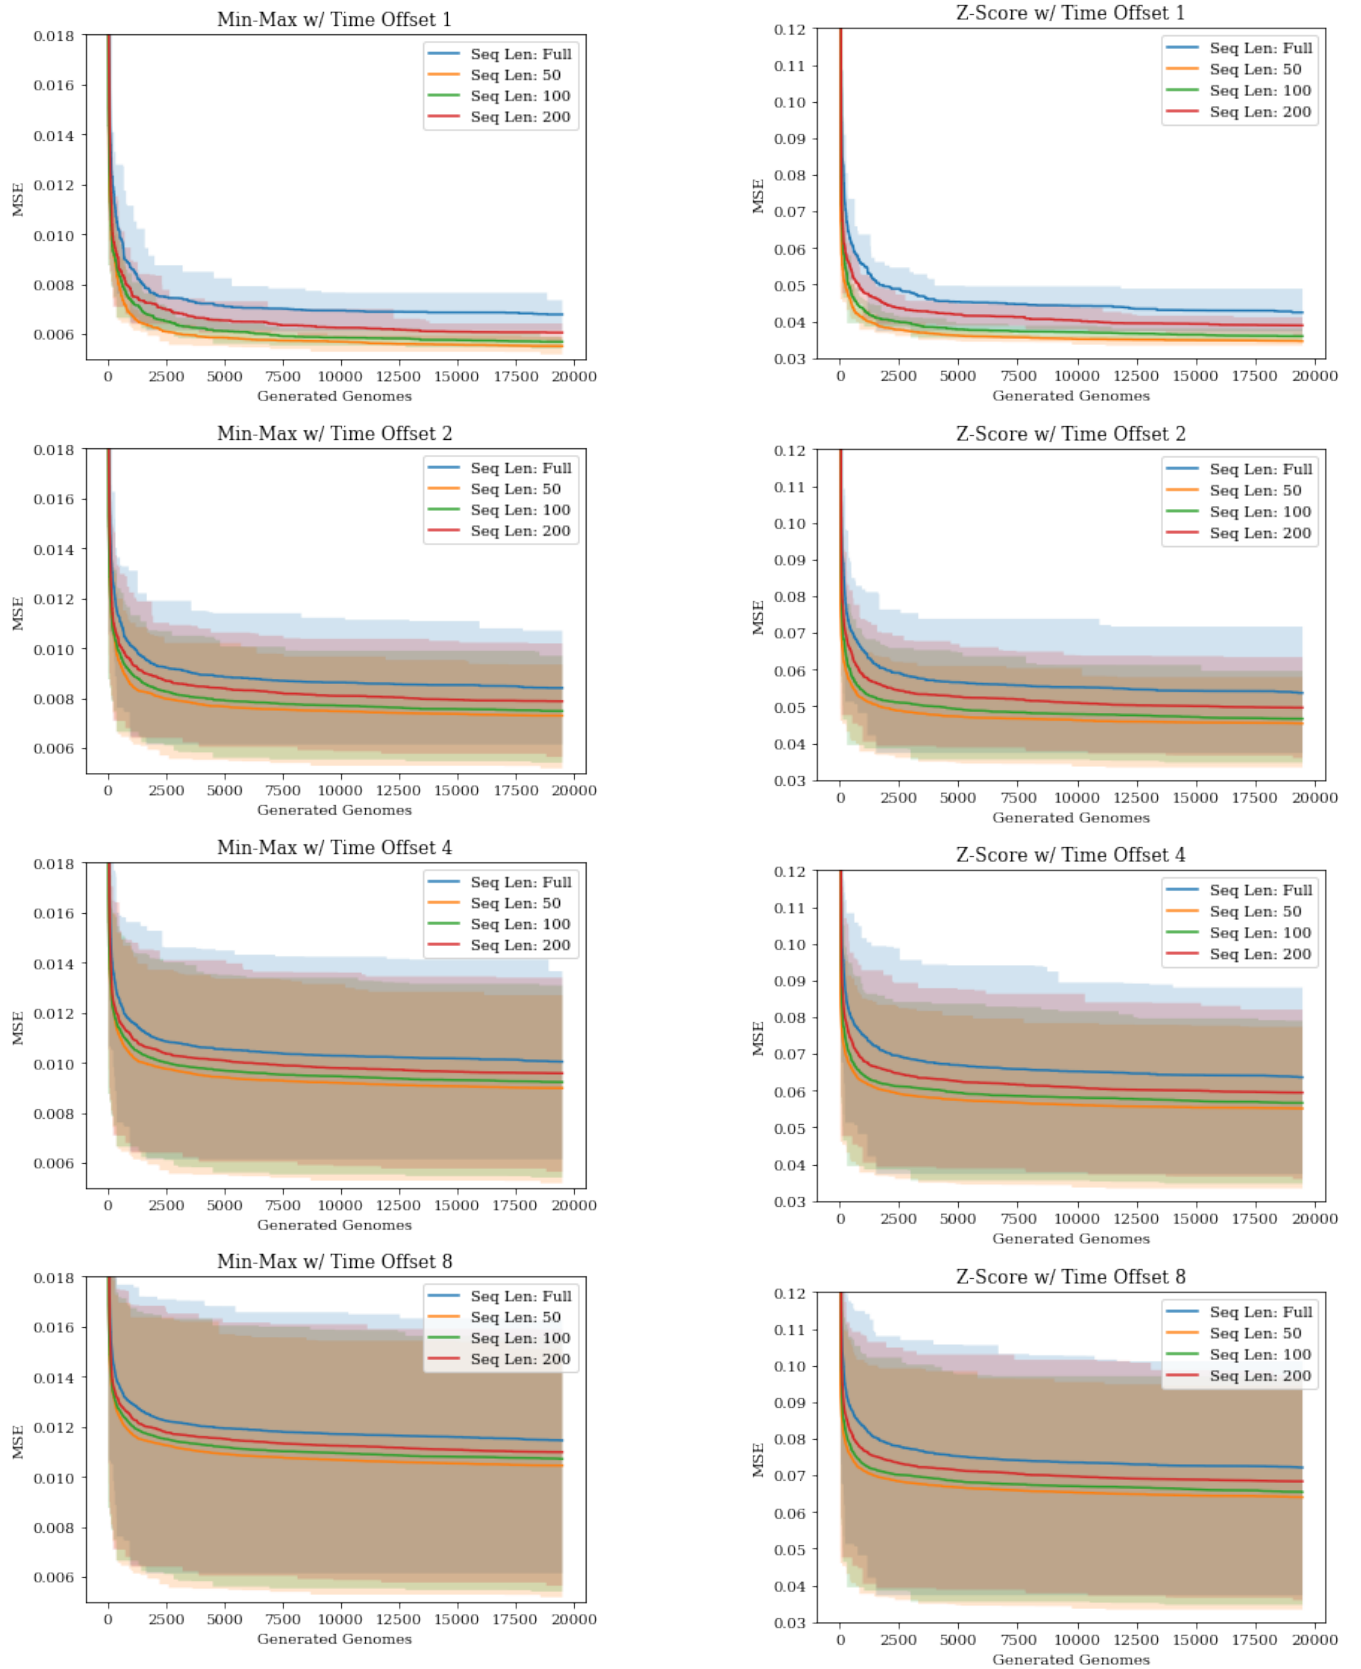 Min-Max w/ Time Offset 1
0.018
0.016
0.014
0.012
0.010
0.008
0.006
MSE
Seq Len: Full
Seq Len: 50
Seq Len: 100
Seq Len: 200
0 2500 5000 7500 10000 12500 15000 17500 20000
Generated Genomes
Z-Score w/ Time Offset 1
0.12
0.11
0.10
0.09
0.08
0.07
0.06
0.05
0.04
0.03
MSE
Seq Len: Full
Seq Len: 50
Seq Len: 100
Seq Len: 200
0 2500 5000 7500 10000 12500 15000 17500 20000
Generated Genomes
Min-Max w/ Time Offset 2
0.018
0.016
0.014
0.012
0.010
0.008
0.006
MSE
Seq Len: Full
Seq Len: 50
Seq Len: 100
Seq Len: 200
0 2500 5000 7500 10000 12500 15000 17500 20000
Generated Genomes
Z-Score w/ Time Offset 2
0.12
0.11
0.10
0.09
0.08
0.07
0.06
0.05
0.04
0.03
MSE
Seq Len: Full
Seq Len: 50
Seq Len: 100
Seq Len: 200
0 2500 5000 7500 10000 12500 15000 17500 20000
Generated Genomes
Min-Max w/ Time Offset 4
0.018
0.016
0.014
0.012
0.010
0.008
0.006
MSE
Seq Len: Full
Seq Len: 50
Seq Len: 100
Seq Len: 200
0 2500 5000 7500 10000 12500 15000 17500 20000
Generated Genomes
Z-Score w/ Time Offset 4
0.12
0.11
0.10
0.09
0.08
0.07
0.06
0.05
0.04
0.03
MSE
Seq Len: Full
Seq Len: 50
Seq Len: 100
Seq Len: 200
0 2500 5000 7500 10000 12500 15000 17500 20000
Generated Genomes
Min-Max w/ Time Offset 8
0.018
0.016
0.014
0.012
0.010
0.008
0.006
MSE
Seq Len: Full
Seq Len: 50
Seq Len: 100
Seq Len: 200
0 2500 5000 7500 10000 12500 15000 17500 20000
Generated Genomes
Z-Score w/ Time Offset 8
0.12
0.11
0.10
0.09
0.08
0.07
0.06
0.05
0.04
0.03
MSE
Seq Len: Full
Seq Len: 50
Seq Len: 100
Seq Len: 200
0 2500 5000 7500 10000 12500 15000 17500 20000
Generated Genomes